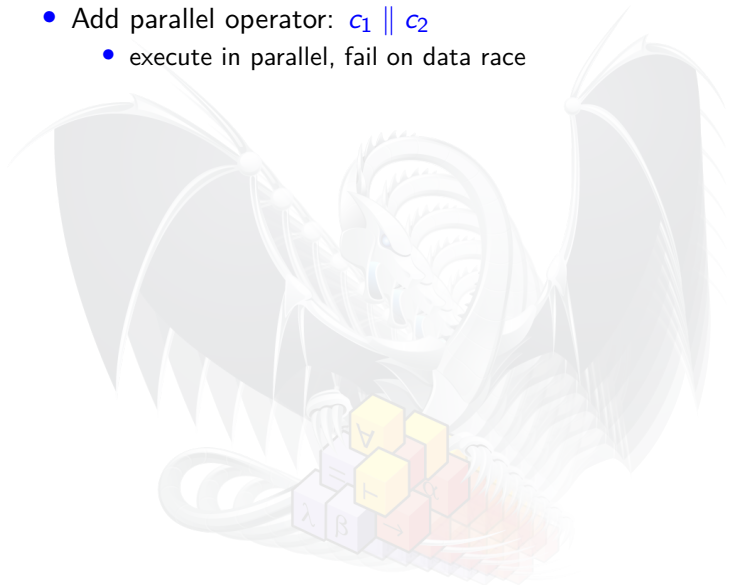 • Add parallel operator: c₁ ∥ c₂
• execute in parallel, fail on data race
∀
= α
⊢
λ β →